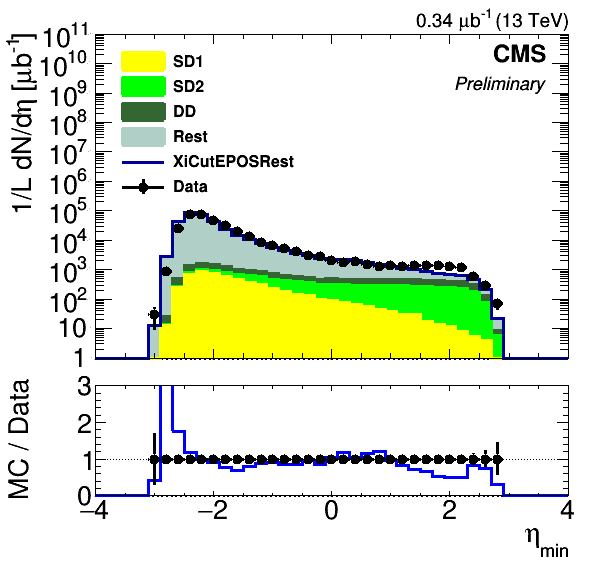 0.34 μb⁻¹ (13 TeV)
1/L dN/dη [μb⁻¹]
10¹¹
10¹⁰
10⁹
10⁸
10⁷
10⁶
10⁵
10⁴
10³
10²
10
1
CMS
Preliminary
SD1
SD2
DD
Rest
XiCutEPOSRest
Data
MC / Data
3
2
1
0
−4
−2
0
2
4
η_min